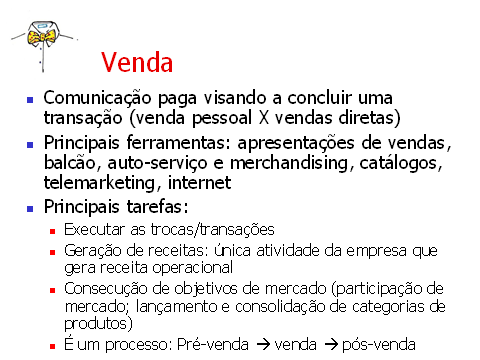 Venda
Comunicação paga visando a concluir uma
transação (venda pessoal X vendas diretas)
Principais ferramentas: apresentações de vendas,
balcão, auto-serviço e merchandising, catálogos,
telemarketing, internet
Principais tarefas:
Executar as trocas/transações
Geração de receitas: única atividade da empresa que
gera receita operacional
Consecução de objetivos de mercado (participação de
mercado; lançamento e consolidação de categorias de
produtos)
É um processo: Pré-venda → venda → pós-venda